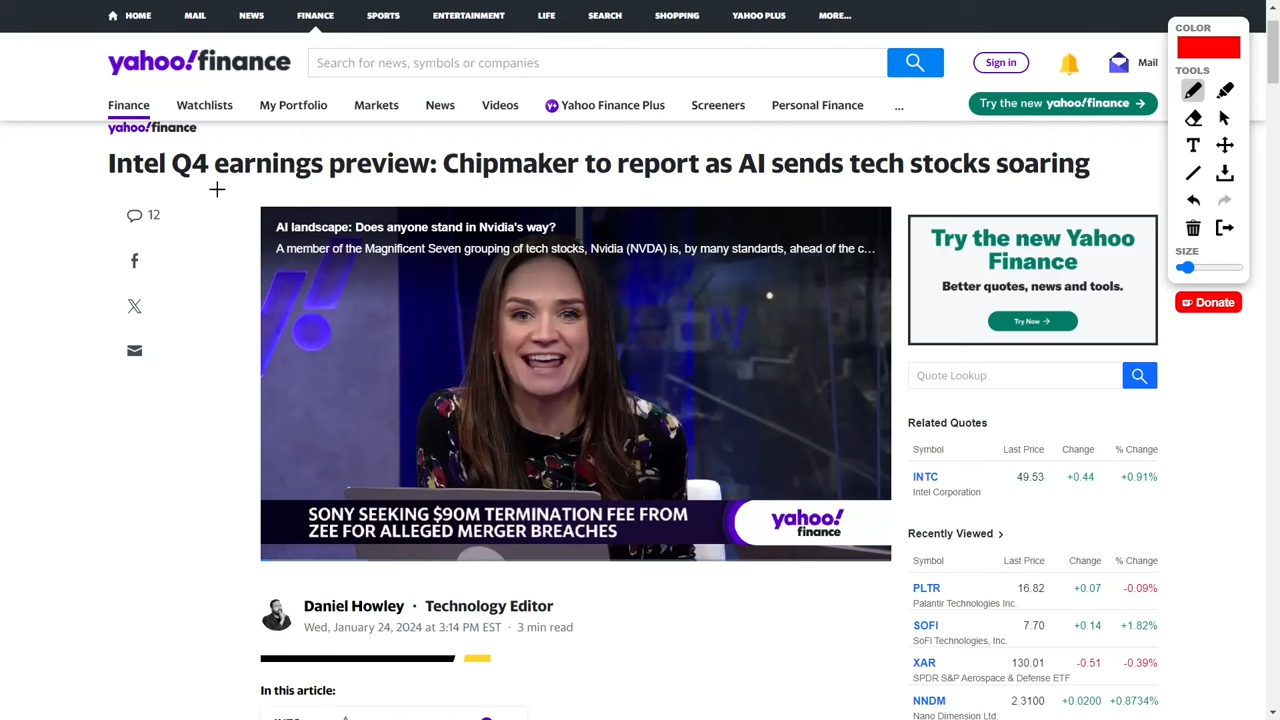 HOME MAIL NEWS FINANCE SPORTS ENTERTAINMENT LIFE SEARCH SHOPPING YAHOO PLUS MORE...
yahoo!finance
Search for news, symbols or companies
Sign in
Mail
Finance Watchlists My Portfolio Markets News Videos Yahoo Finance Plus Screeners Personal Finance ...
Try the new yahoo!finance →
yahoo!finance
Intel Q4 earnings preview: Chipmaker to report as AI sends tech stocks soaring
12
AI landscape: Does anyone stand in Nvidia's way?
A member of the Magnificent Seven grouping of tech stocks, Nvidia (NVDA) is, by many standards, ahead of the c...
SONY SEEKING $90M TERMINATION FEE FROM
ZEE FOR ALLEGED MERGER BREACHES
yahoo!
finance
Daniel Howley · Technology Editor
Wed, January 24, 2024 at 3:14 PM EST · 3 min read
In this article:
Try the new Yahoo
Finance
Better quotes, news and tools.
Try Now →
Quote Lookup
Related Quotes
Symbol Last Price Change % Change
INTC 49.53 +0.44 +0.91%
Intel Corporation
Recently Viewed >
Symbol Last Price Change % Change
PLTR 16.82 +0.07 -0.09%
Palantir Technologies Inc.
SOFI 7.70 +0.14 +1.82%
SoFi Technologies, Inc.
XAR 130.01 -0.51 -0.39%
SPDR S&P Aerospace & Defense ETF
NNDM 2.3100 +0.0200 +0.8734%
Nano Dimension Ltd.
COLOR
TOOLS
T
SIZE
Donate